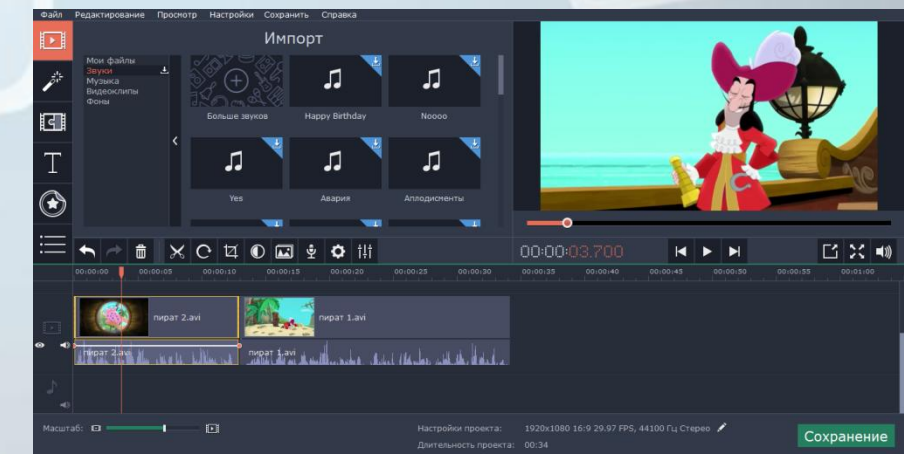 Файл Редактирование Просмотр Настройки Сохранить Справка
Импорт
Мои файлы
Звуки
Музыка
Видеоклипы
Фоны
Больше звуков Happy Birthday Noooo
Yes Авария Аплодисменты
00:00:03.700
00:00:00 00:00:05 00:00:10 00:00:15 00:00:20 00:00:25 00:00:30 00:00:35 00:00:40 00:00:45 00:00:50 00:00:55 00:01:00
пират 2.avi пират 1.avi
пират 2.avi пират 1.avi
Масштаб: Настройки проекта: 1920x1080 16:9 29.97 FPS, 44100 Гц Стерео
Длительность проекта: 00:34
Сохранение